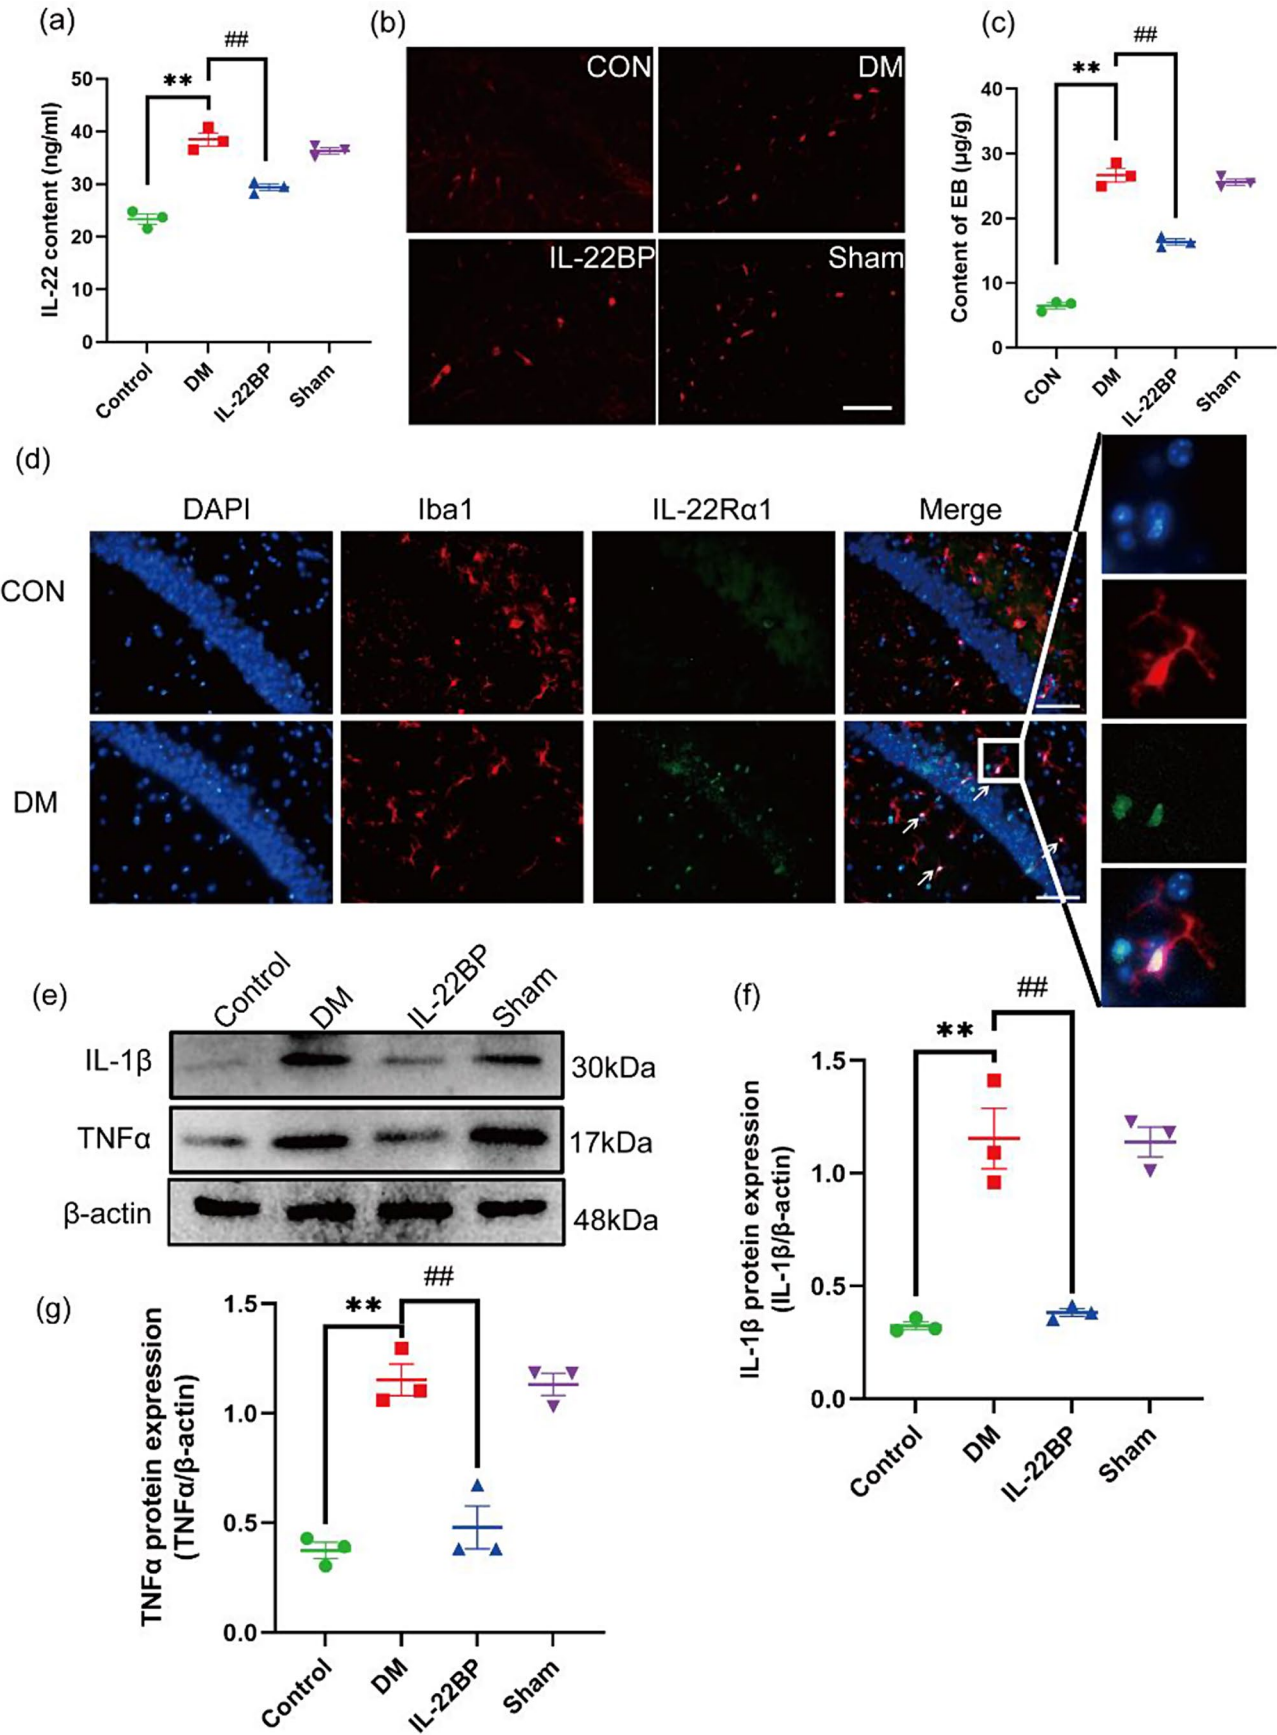 (a)
**
##
IL-22 content (ng/ml)
50
40
30
20
10
0
Control
DM
IL-22BP
Sham
(b)
CON
DM
IL-22BP
Sham
(c)
**
##
Content of EB (μg/g)
40
30
20
10
0
CON
DM
IL-22BP
Sham
(d)
DAPI
Iba1
IL-22Rα1
Merge
CON
DM
(e)
Control
DM
IL-22BP
Sham
IL-1β
30kDa
TNFα
17kDa
β-actin
48kDa
(f)
**
##
IL-1β protein expression
(IL-1β/β-actin)
1.5
1.0
0.5
0.0
Control
DM
IL-22BP
Sham
(g)
**
##
TNFα protein expression
(TNFα/β-actin)
1.5
1.0
0.5
0.0
Control
DM
IL-22BP
Sham